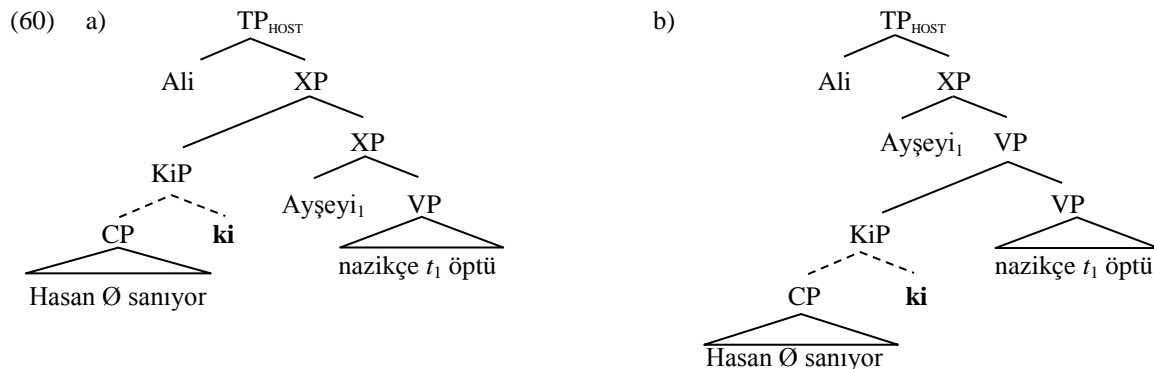 (60) a) TP_HOST b) TP_HOST
Ali XP Ali XP
KiP XP Ayşeyi₁ VP
CP ki Ayşeyi₁ VP KiP VP
Hasan Ø sanıyor nazikçe t₁ öptü CP ki nazikçe t₁ öptü
Hasan Ø sanıyor